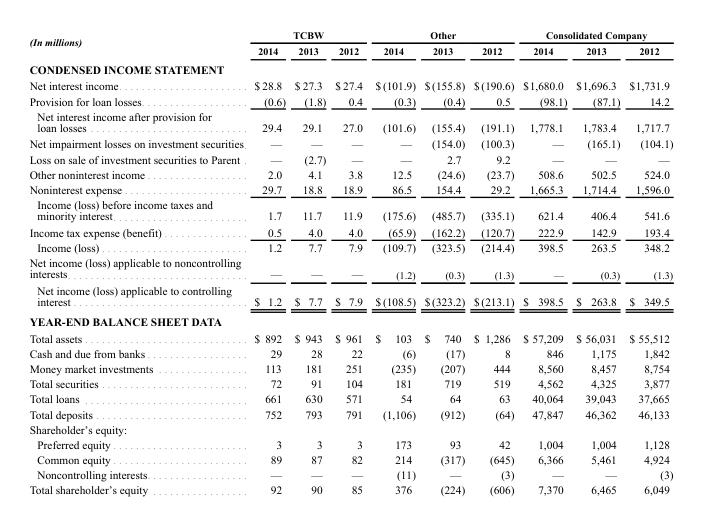 TCBW Other Consolidated Company
(In millions) 2014 2013 2012 2014 2013 2012 2014 2013 2012
CONDENSED INCOME STATEMENT
Net interest income $ 28.8 $ 27.3 $ 27.4 $(101.9) $(155.8) $(190.6) $1,680.0 $1,696.3 $1,731.9
Provision for loan losses (0.6) (1.8) 0.4 (0.3) (0.4) 0.5 (98.1) (87.1) 14.2
Net interest income after provision for
loan losses 29.4 29.1 27.0 (101.6) (155.4) (191.1) 1,778.1 1,783.4 1,717.7
Net impairment losses on investment securities — — — — (154.0) (100.3) — (165.1) (104.1)
Loss on sale of investment securities to Parent — (2.7) — — 2.7 9.2 — — —
Other noninterest income 2.0 4.1 3.8 12.5 (24.6) (23.7) 508.6 502.5 524.0
Noninterest expense 29.7 18.8 18.9 86.5 154.4 29.2 1,665.3 1,714.4 1,596.0
Income (loss) before income taxes and
minority interest 1.7 11.7 11.9 (175.6) (485.7) (335.1) 621.4 406.4 541.6
Income tax expense (benefit) 0.5 4.0 4.0 (65.9) (162.2) (120.7) 222.9 142.9 193.4
Income (loss) 1.2 7.7 7.9 (109.7) (323.5) (214.4) 398.5 263.5 348.2
Net income (loss) applicable to noncontrolling
interests — — — (1.2) (0.3) (1.3) — (0.3) (1.3)
Net income (loss) applicable to controlling
interest $ 1.2 $ 7.7 $ 7.9 $(108.5) $(323.2) $(213.1) $ 398.5 $ 263.8 $ 349.5
YEAR-END BALANCE SHEET DATA
Total assets $ 892 $ 943 $ 961 $ 103 $ 740 $ 1,286 $ 57,209 $ 56,031 $ 55,512
Cash and due from banks 29 28 22 (6) (17) 8 846 1,175 1,842
Money market investments 113 181 251 (235) (207) 444 8,560 8,457 8,754
Total securities 72 91 104 181 719 519 4,562 4,325 3,877
Total loans 661 630 571 54 64 63 40,064 39,043 37,665
Total deposits 752 793 791 (1,106) (912) (64) 47,847 46,362 46,133
Shareholder's equity:
Preferred equity 3 3 3 173 93 42 1,004 1,004 1,128
Common equity 89 87 82 214 (317) (645) 6,366 5,461 4,924
Noncontrolling interests — — — (11) — (3) — — (3)
Total shareholder's equity 92 90 85 376 (224) (606) 7,370 6,465 6,049